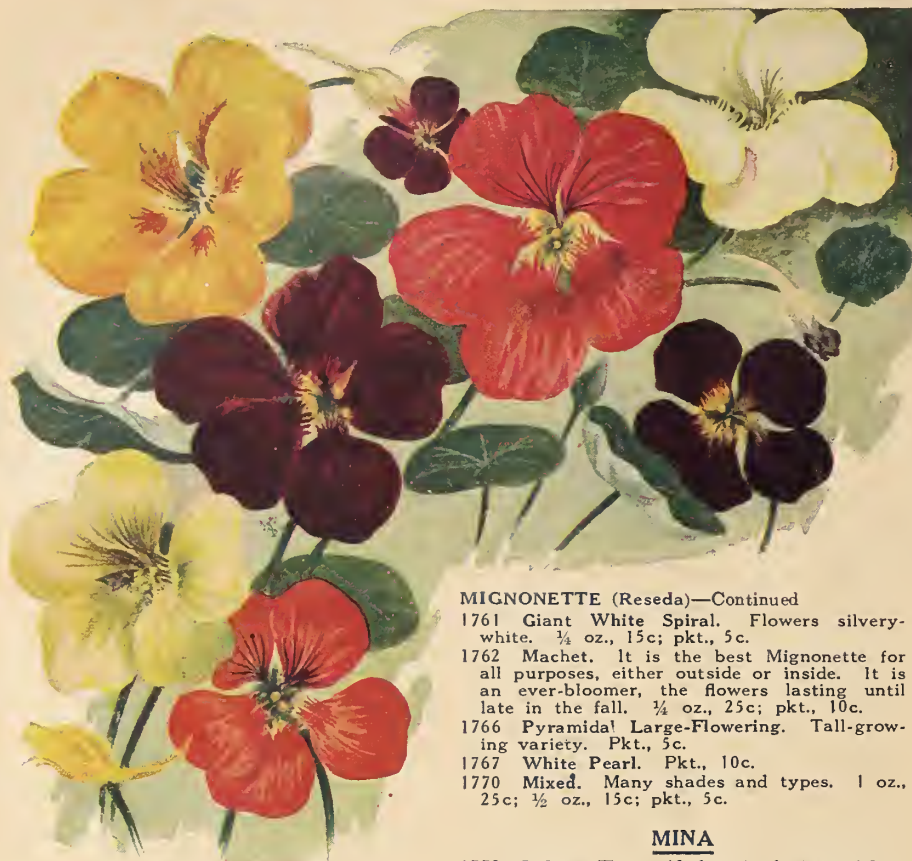 MIGNONETTE (Reseda)—Continued
1761 Giant White Spiral. Flowers silvery-
white. ¼ oz., 15c; pkt., 5c.
1762 Machet. It is the best Mignonette for
all purposes, either outside or inside. It is
an ever-bloomer, the flowers lasting until
late in the fall. ¼ oz., 25c; pkt., 10c.
1766 Pyramidal Large-Flowering. Tall-grow-
ing variety. Pkt., 5c.
1767 White Pearl. Pkt., 10c.
1770 Mixed. Many shades and types. 1 oz.,
25c; ½ oz., 15c; pkt., 5c.
MINA